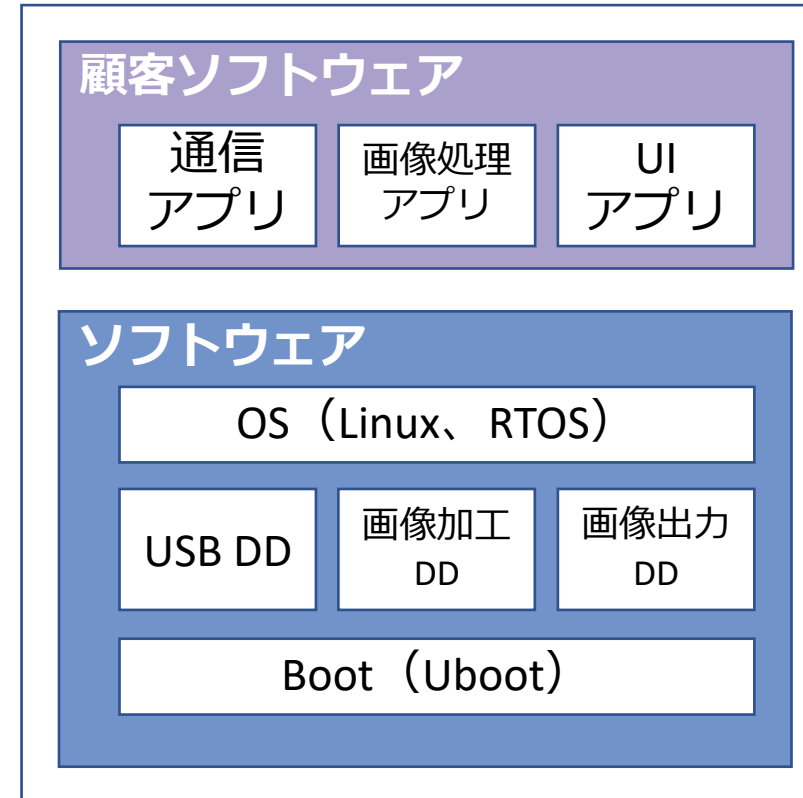 顧客ソフトウェア
通信
アプリ
画像処理
アプリ
UI
アプリ
ソフトウェア
OS（Linux、RTOS）
USB DD
画像加工
DD
画像出力
DD
Boot（Uboot）